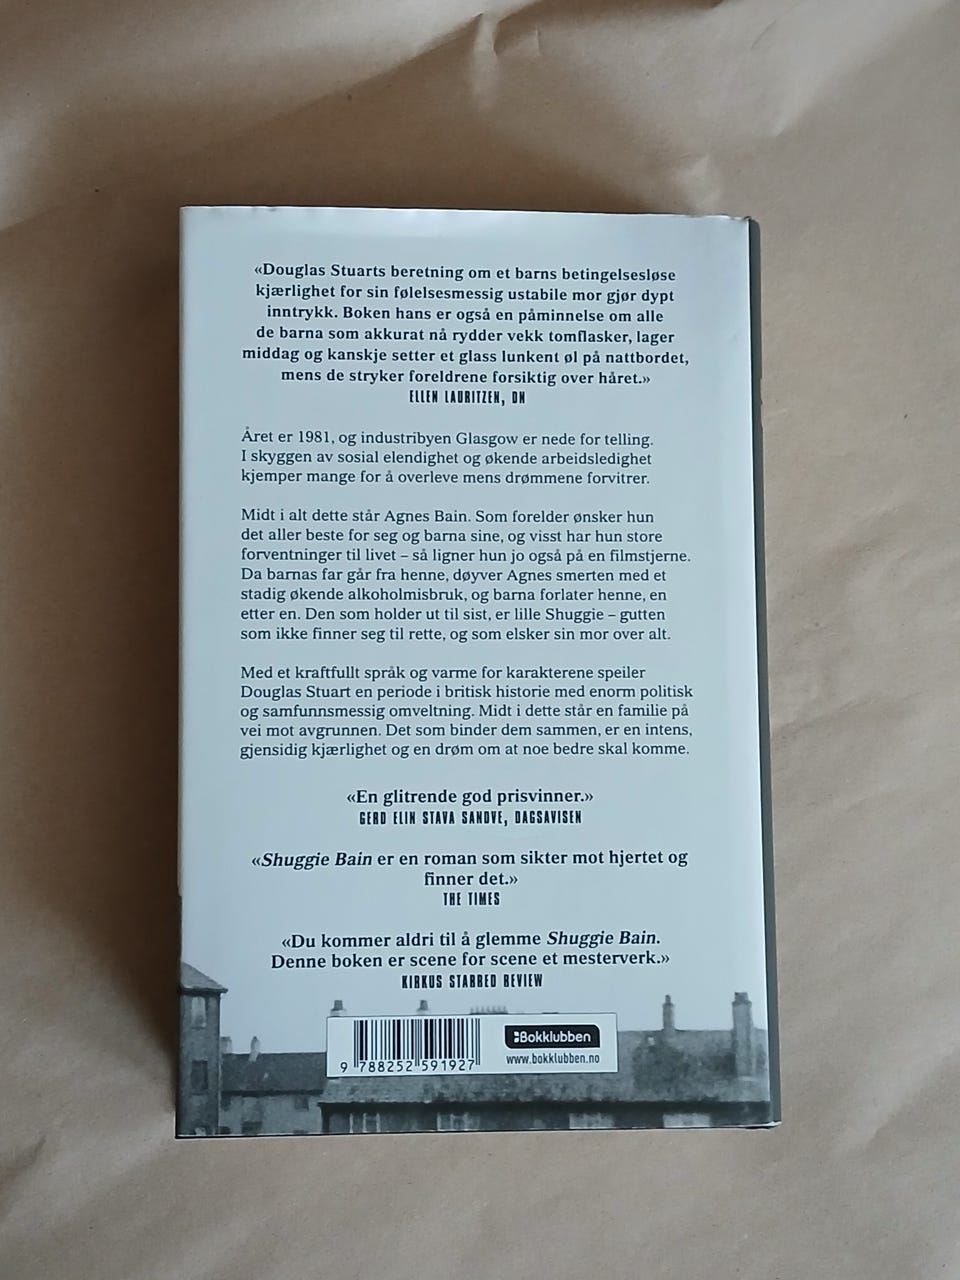 «Douglas Stuarts beretning om et barns betingelsesløse
kjærlighet for sin følelsesmessig ustabile mor gjør dypt
inntrykk. Boken hans er også en påminnelse om alle
de barna som akkurat nå rydder vekk tomflasker, lager
middag og kanskje setter et glass lunkent øl på nattbordet,
mens de stryker foreldrene forsiktig over håret.»
ELLEN LAURITZEN, DN
Året er 1981, og industribyen Glasgow er nede for telling.
I skyggen av sosial elendighet og økende arbeidsledighet
kjemper mange for å overleve mens drømmene forvitrer.
Midt i alt dette står Agnes Bain. Som forelder ønsker hun
det aller beste for seg og barna sine, og visst har hun store
forventninger til livet – så ligner hun jo også på en filmstjerne.
Da barnas far går fra henne, døyver Agnes smerten med et
stadig økende alkoholmisbruk, og barna forlater henne, en
etter en. Den som holder ut til sist, er lille Shuggie – gutten
som ikke finner seg til rette, og som elsker sin mor over alt.
Med et kraftfullt språk og varme for karakterene speiler
Douglas Stuart en periode i britisk historie med enorm politisk
og samfunnsmessig omveltning. Midt i dette står en familie på
vei mot avgrunnen. Det som binder dem sammen, er en intens,
gjensidig kjærlighet og en drøm om at noe bedre skal komme.
«En glitrende god prisvinner.»
GERD ELIN STAVA SANDVE, DAGSAVISEN
«Shuggie Bain er en roman som sikter mot hjertet og
finner det.»
THE TIMES
«Du kommer aldri til å glemme Shuggie Bain.
Denne boken er scene for scene et mesterverk.»
KIRKUS STARRED REVIEW
Bokklubben
www.bokklubben.no
9 788252 591927